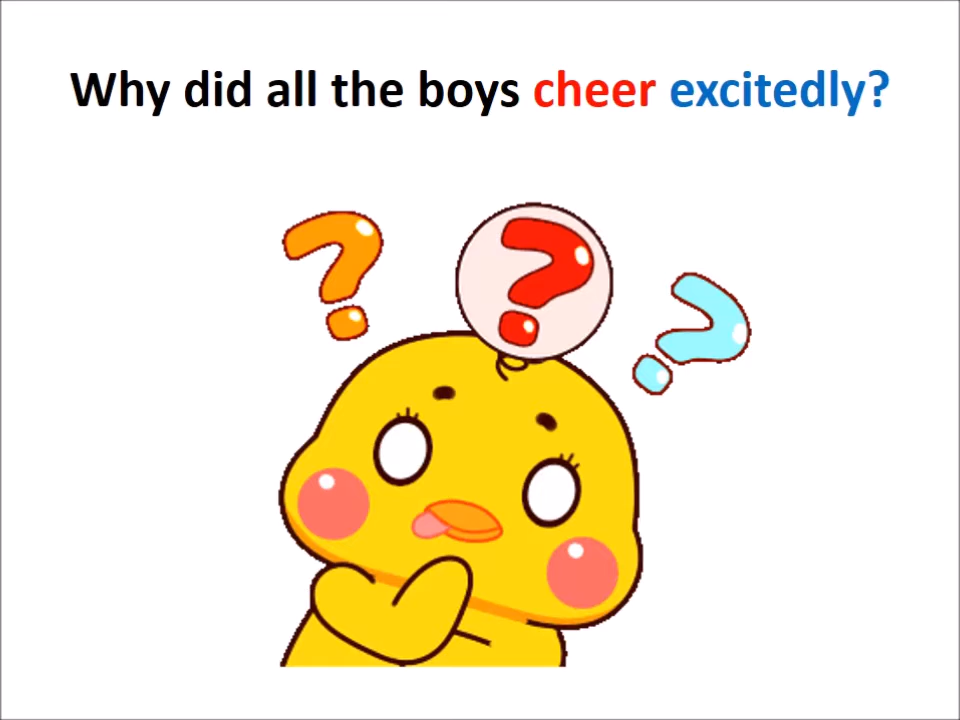 Why did all the boys cheer excitedly?
? ? ?